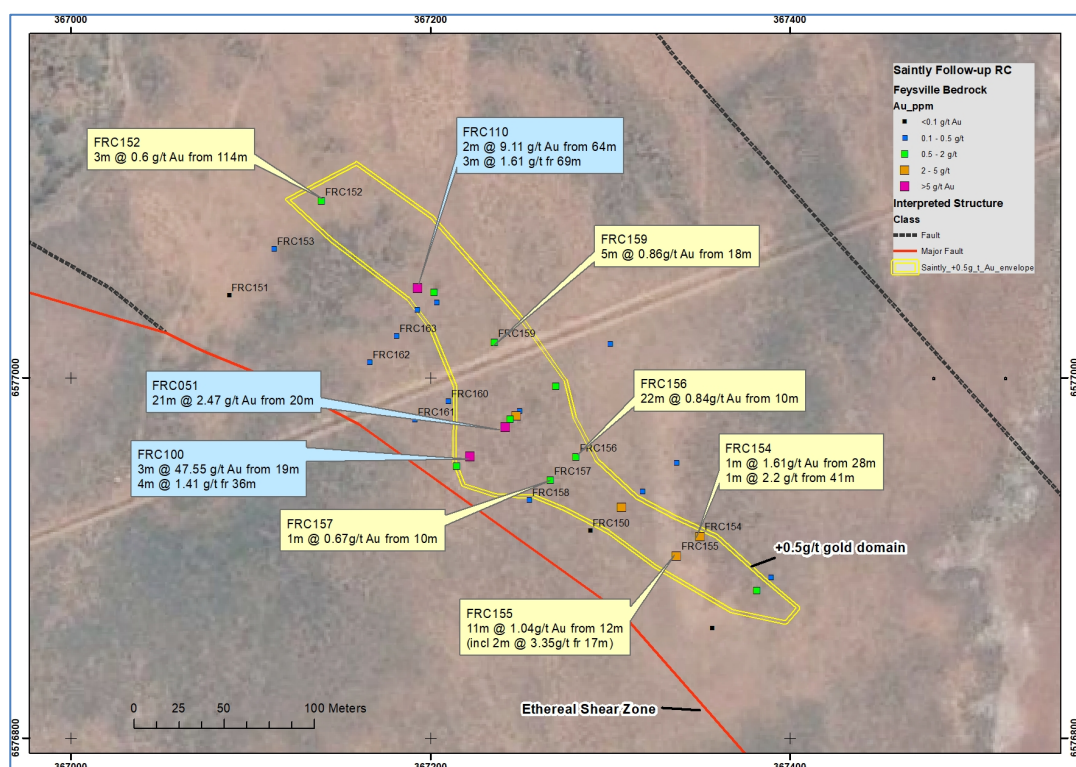 367000
367200
367400
Saintly Follow-up RC
Feysville Bedrock
Au_ppm
<0.1 g/t Au
0.1 - 0.5 g/t
0.5 - 2 g/t
2 - 5 g/t
>5 g/t Au
Interpreted Structure
Class
Fault
Major Fault
Saintly_+0.5g_t_Au_envelope
FRC152
3m @ 0.6 g/t Au from 114m
FRC110
2m @ 9.11 g/t Au from 64m
3m @ 1.61 g/t fr 69m
FRC152
FRC153
FRC159
5m @ 0.86g/t Au from 18m
FRC151
FRC163
FRC159
FRC162
6577000
6577000
FRC051
21m @ 2.47 g/t Au from 20m
FRC160
FRC161
FRC156
22m @ 0.84g/t Au from 10m
FRC100
3m @ 47.55 g/t Au from 19m
4m @ 1.41 g/t fr 36m
FRC156
FRC157
FRC158
FRC154
1m @ 1.61g/t Au from 28m
1m @ 2.2 g/t from 41m
FRC157
1m @ 0.67g/t Au from 10m
FRC150
FRC154
FRC155
+0.5g/t gold domain
FRC155
11m @ 1.04g/t Au from 12m
(incl 2m @ 3.35g/t fr 17m)
Ethereal Shear Zone
0 25 50 100 Meters
6576800
6576800
367000
367200
367400